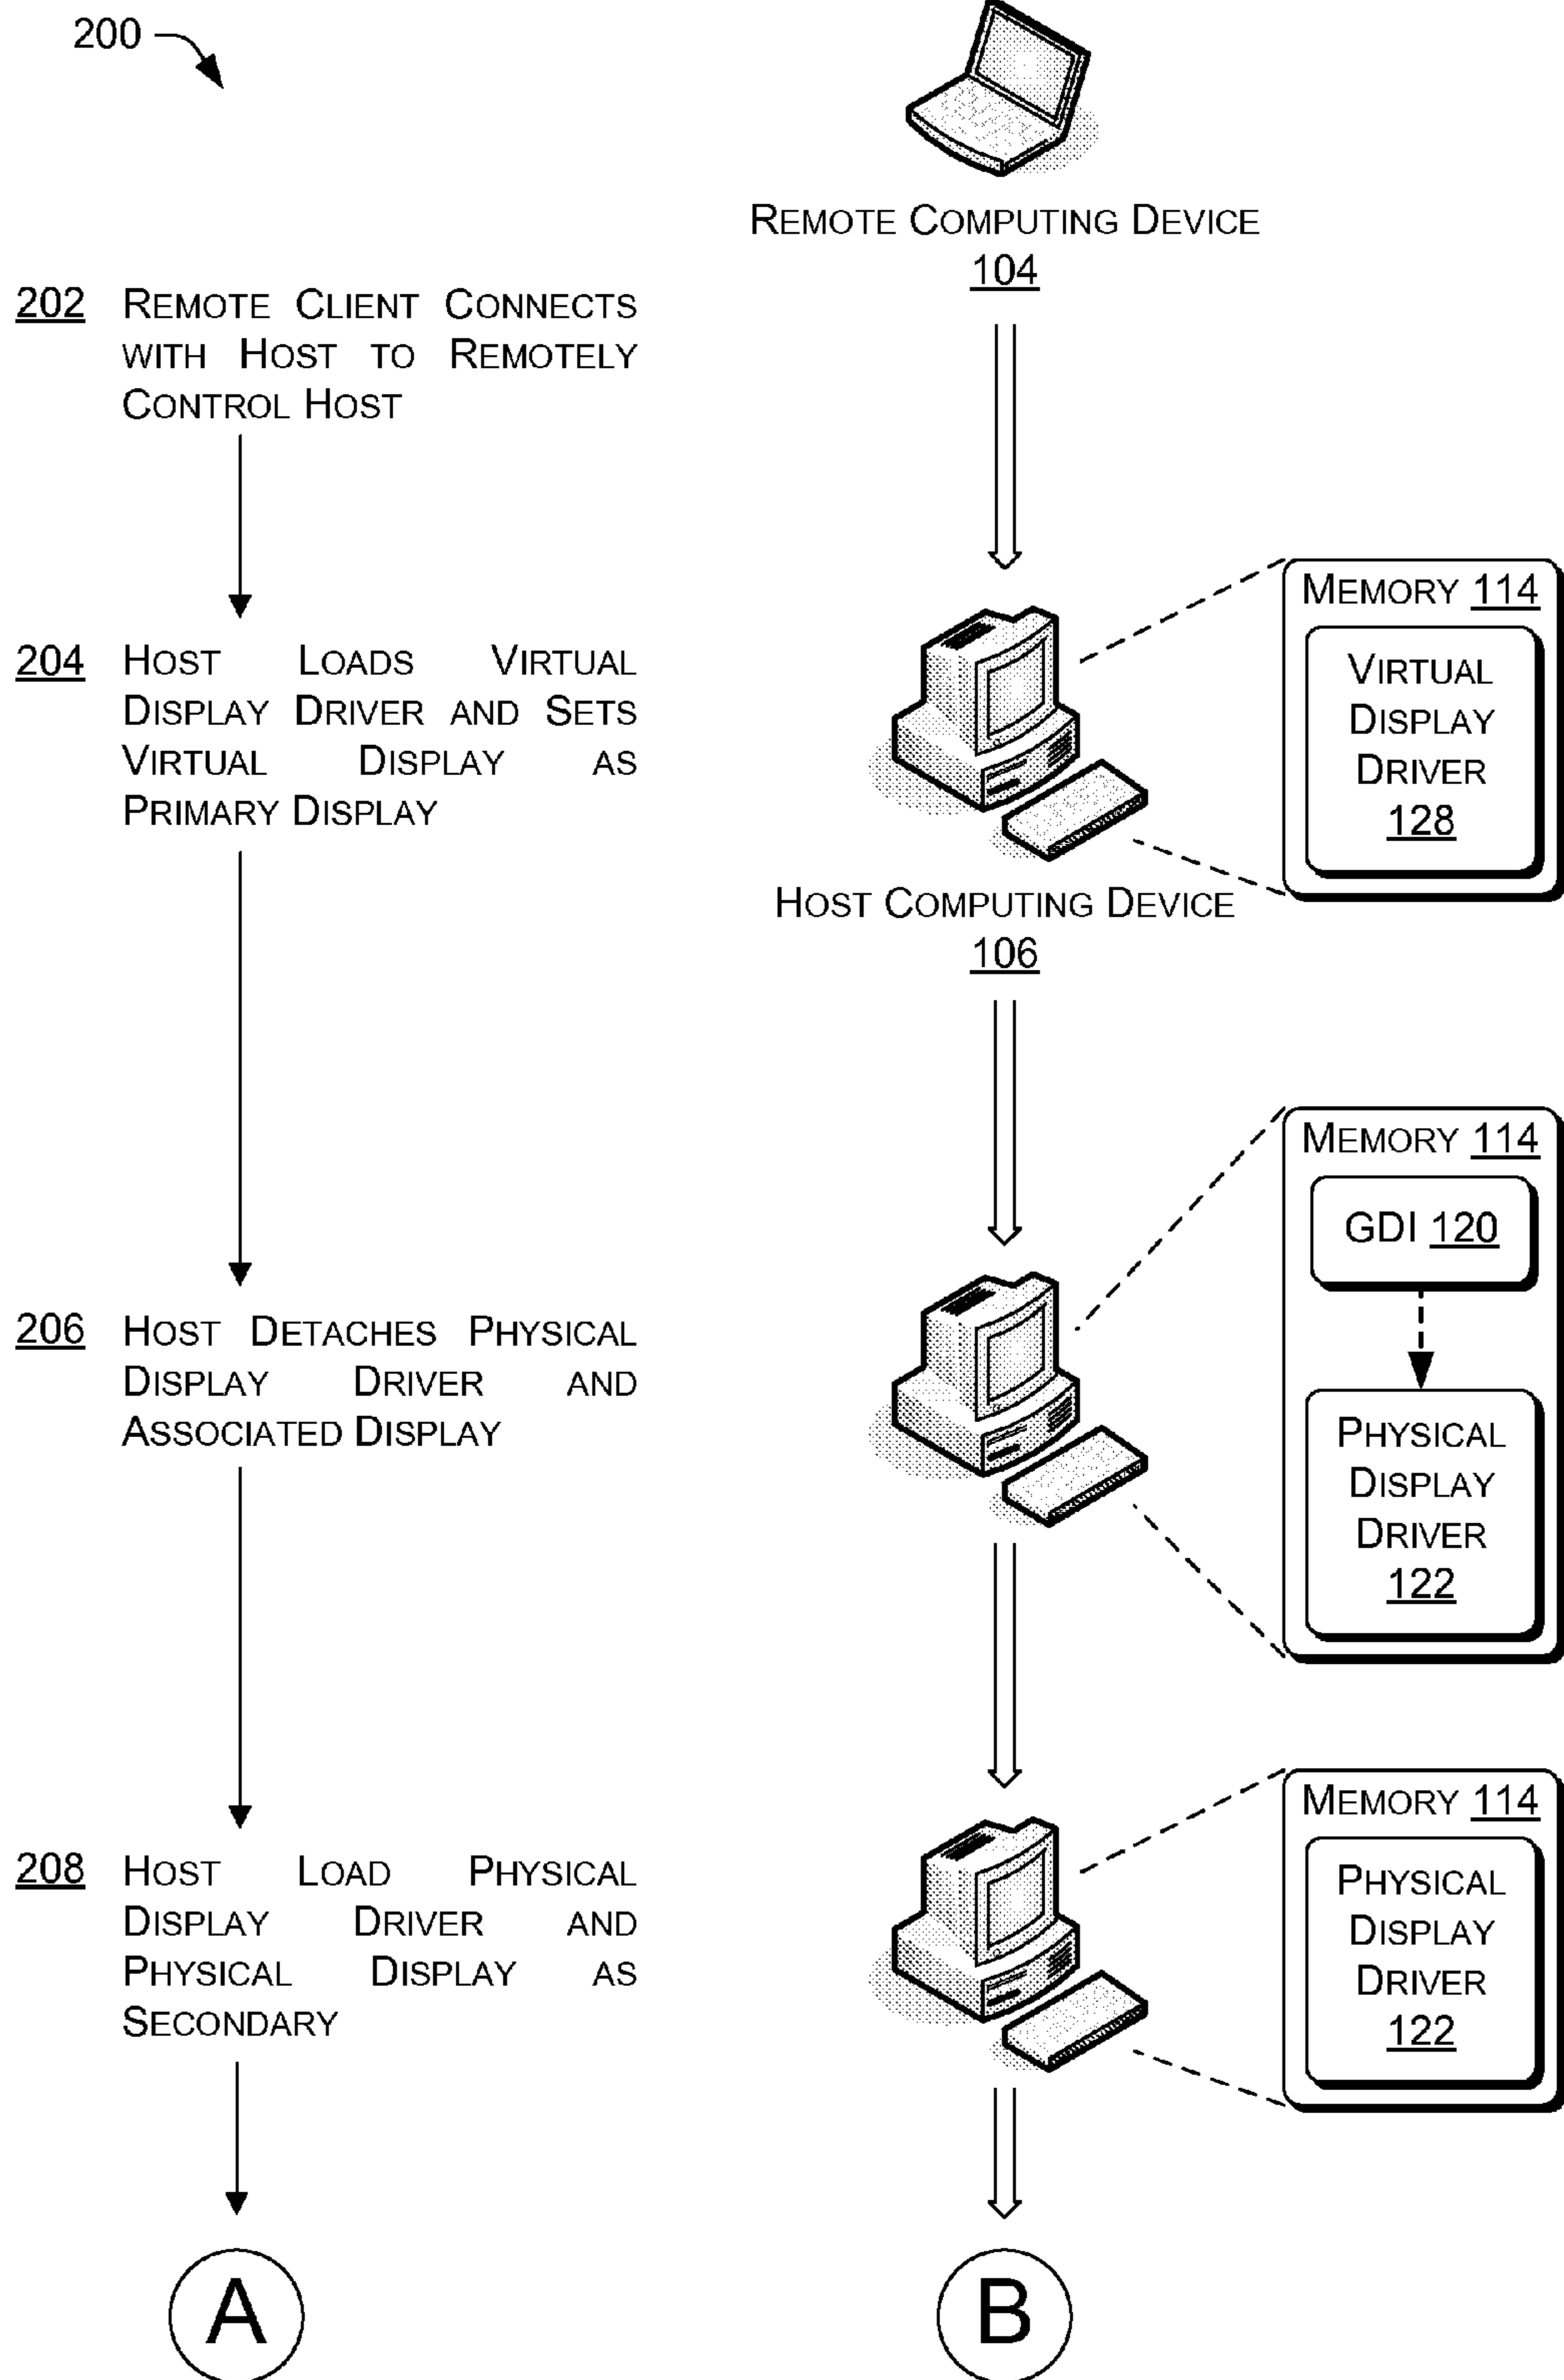 200
REMOTE COMPUTING DEVICE
104
202 REMOTE CLIENT CONNECTS
WITH HOST TO REMOTELY
CONTROL HOST
204 HOST LOADS VIRTUAL
DISPLAY DRIVER AND SETS
VIRTUAL DISPLAY AS
PRIMARY DISPLAY
MEMORY 114
VIRTUAL
DISPLAY
DRIVER
128
HOST COMPUTING DEVICE
106
206 HOST DETACHES PHYSICAL
DISPLAY DRIVER AND
ASSOCIATED DISPLAY
MEMORY 114
GDI 120
PHYSICAL
DISPLAY
DRIVER
122
208 HOST LOAD PHYSICAL
DISPLAY DRIVER AND
PHYSICAL DISPLAY AS
SECONDARY
MEMORY 114
PHYSICAL
DISPLAY
DRIVER
122
A
B